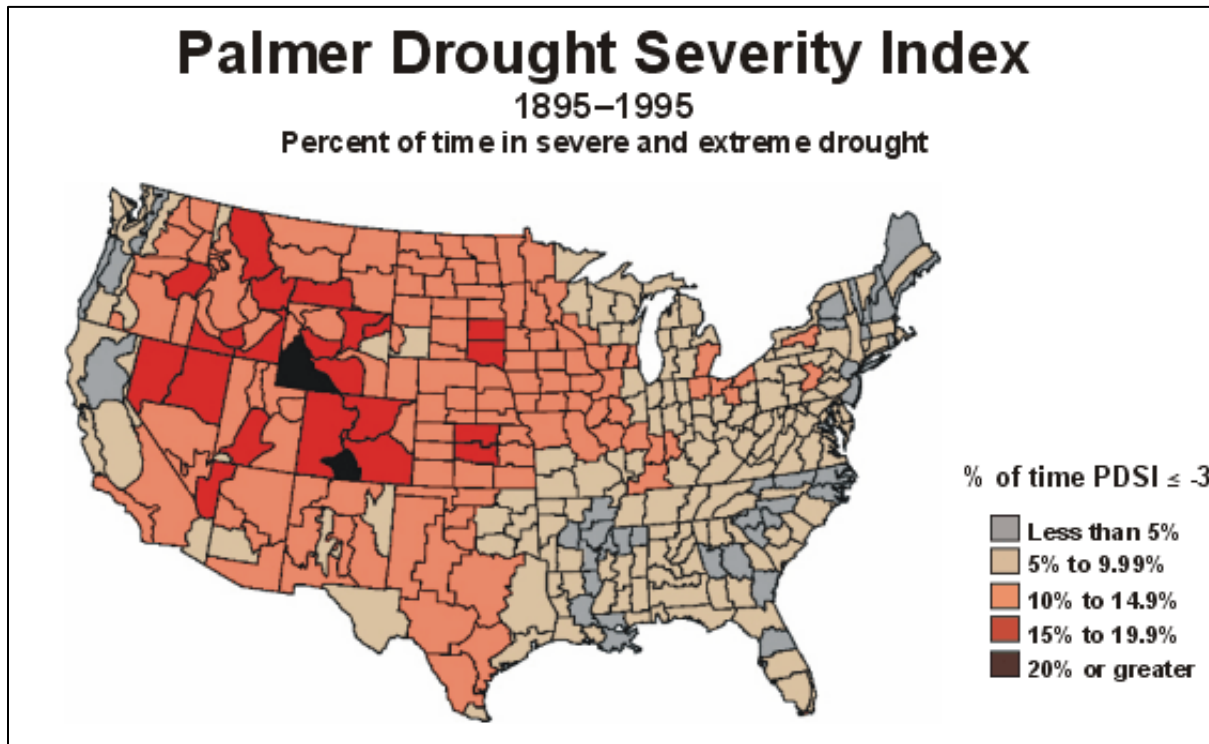 Palmer Drought Severity Index
1895–1995
Percent of time in severe and extreme drought
% of time PDSI ≤ -3
Less than 5%
5% to 9.99%
10% to 14.9%
15% to 19.9%
20% or greater